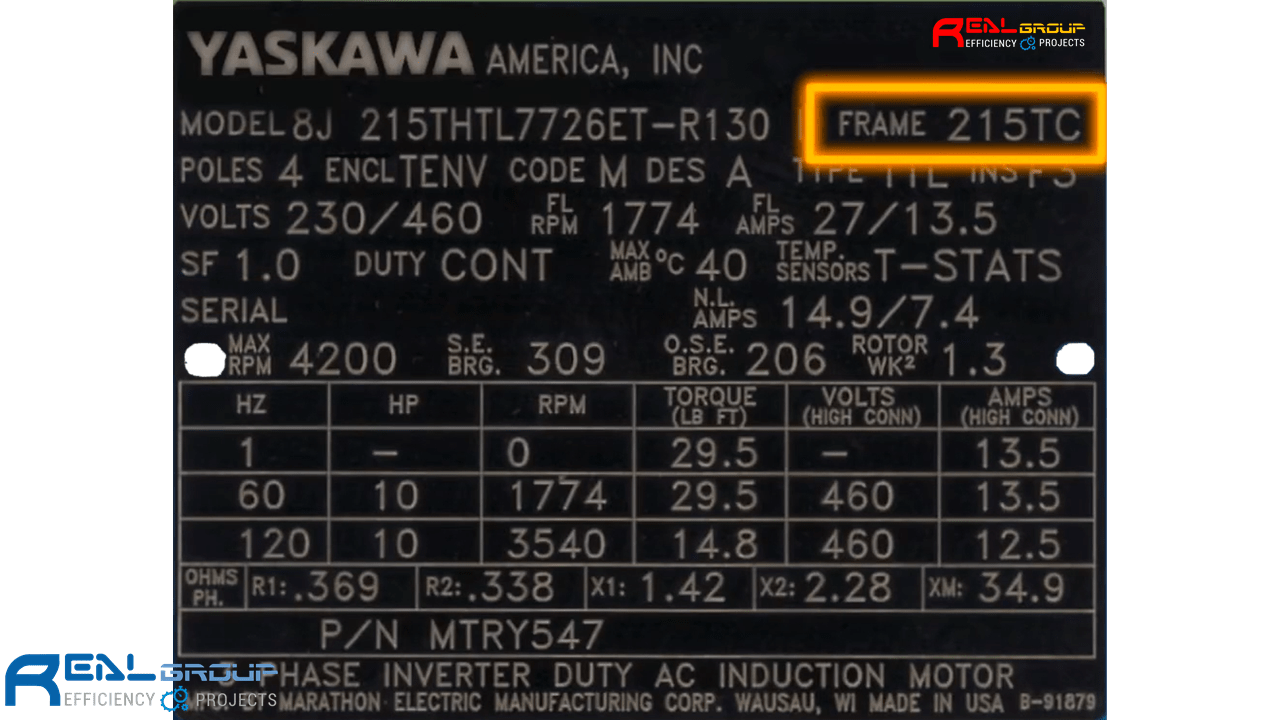 REAL GROUP
EFFICIENCY PROJECTS
YASKAWA AMERICA, INC
MODEL 8J 215THTL7726ET-R130 FRAME 215TC
POLES 4 ENCL TENV CODE M DES A TYPE TTL INS F3
VOLTS 230/460 FL RPM 1774 FL AMPS 27/13.5
SF 1.0 DUTY CONT MAX AMB °C 40 TEMP. SENSORS T-STATS
SERIAL N.L. AMPS 14.9/7.4
MAX RPM 4200 S.E. BRG. 309 O.S.E. BRG. 206 ROTOR WK² 1.3
HZ HP RPM TORQUE (LB FT) VOLTS (HIGH CONN) AMPS (HIGH CONN)
1 – 0 29.5 – 13.5
60 10 1774 29.5 460 13.5
120 10 3540 14.8 460 12.5
OHMS PH. R1: .369 R2: .338 X1: 1.42 X2: 2.28 XM: 34.9
P/N MTRY547
3-PHASE INVERTER DUTY AC INDUCTION MOTOR
MFG. BY MARATHON ELECTRIC MANUFACTURING CORP. WAUSAU, WI MADE IN USA B-91879
REAL GROUP
EFFICIENCY PROJECTS